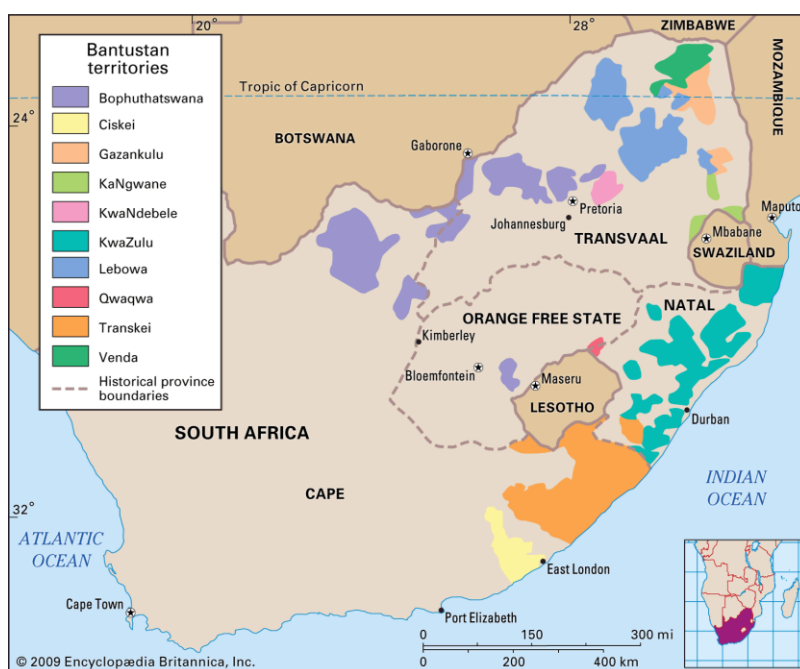 20°
28°
ZIMBABWE
Bantustan
territories
Bophuthatswana
Ciskei
Gazankulu
KaNgwane
KwaNdebele
KwaZulu
Lebowa
Qwaqwa
Transkei
Venda
Historical province
boundaries
Tropic of Capricorn
24°
MOZAMBIQUE
BOTSWANA
Gaborone
Pretoria
Johannesburg
TRANSVAAL
Maputo
Mbabane
SWAZILAND
ORANGE FREE STATE
NATAL
Kimberley
Bloemfontein
Maseru
LESOTHO
Durban
SOUTH AFRICA
CAPE
INDIAN
OCEAN
32°
ATLANTIC
OCEAN
East London
Cape Town
Port Elizabeth
0 150 300 mi
0 200 400 km
© 2009 Encyclopædia Britannica, Inc.